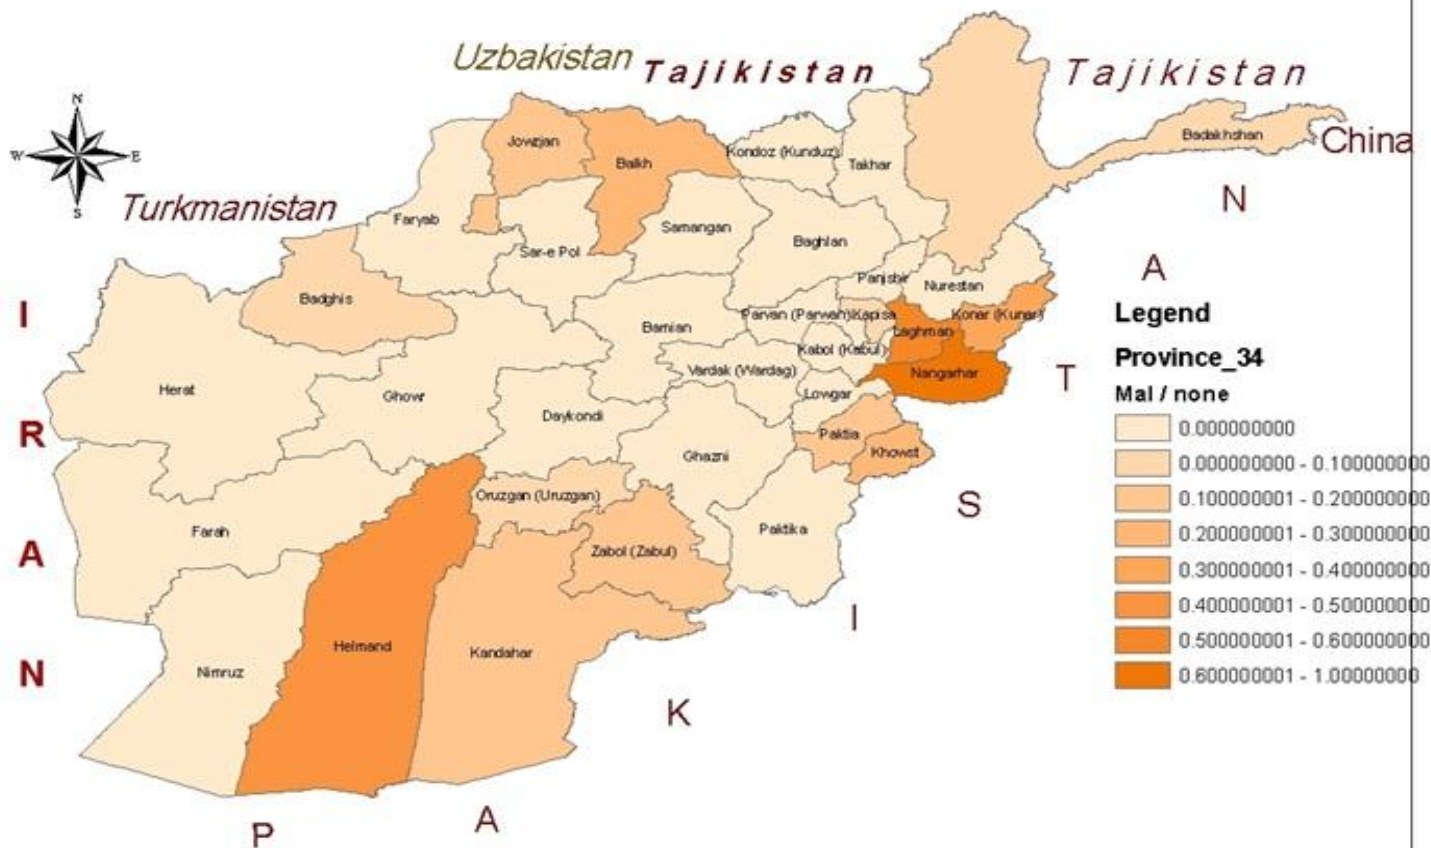 Uzbakistan
Tajikistan
Tajikistan
N
W E
S
Turkmanistan
China
Badakhshan
Jowzjan
Balkh
Kondoz (Kunduz)
Takhar
Faryab
Sar-e Pol
Samangan
Baghlan
Badghis
Panjshir
Nurestan
Bamian
Parvan (Parwan)
Kapisa
Laghman
Konar (Kunar)
Kabol (Kabul)
Herat
Ghowr
Vardak (Wardag)
Nangarhar
Daykondi
Lowgar
Paktia
Khowst
Ghazni
Oruzgan (Uruzgan)
Farah
Zabol (Zabul)
Paktika
Helmand
Kandahar
Nimruz
I
R
A
N
P A K I S T A N
Legend
Province_34
Mal / none
0.000000000
0.000000000 - 0.100000000
0.100000001 - 0.200000000
0.200000001 - 0.300000000
0.300000001 - 0.400000000
0.400000001 - 0.500000000
0.500000001 - 0.600000000
0.600000001 - 1.00000000